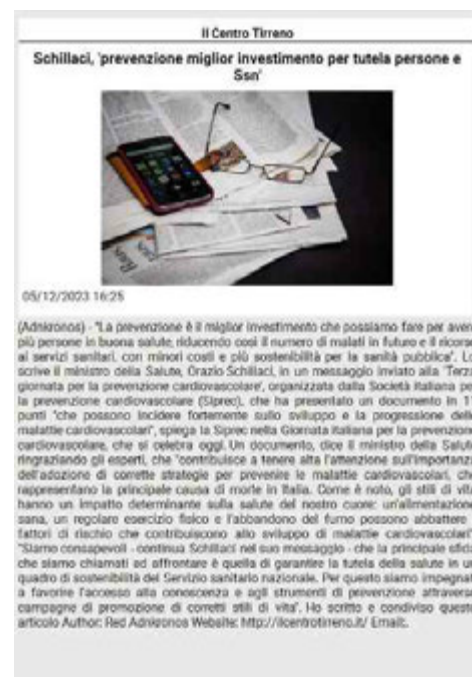 Il Centro Tirreno
Schillaci, 'prevenzione miglior investimento per tutela persone e
Ssn'
05/12/2023 16:25
(Adnkronos) - "La prevenzione è il miglior investimento che possiamo fare per avere
più persone in buona salute, riducendo così il numero di malati in futuro e il ricorso
ai servizi sanitari, con minori costi e più sostenibilità per la sanità pubblica". Lo
scrive il ministro della Salute, Orazio Schillaci, in un messaggio inviato alla 'Terza
giornata per la prevenzione cardiovascolare', organizzata dalla Società italiana per
la prevenzione cardiovascolare (Siprec), che ha presentato un documento in 11
punti "che possono incidere fortemente sullo sviluppo e la progressione delle
malattie cardiovascolari", spiega la Siprec nella Giornata italiana per la prevenzione
cardiovascolare, che si celebra oggi. Un documento, dice il ministro della Salute
ringraziando gli esperti, che "contribuisce a tenere alta l'attenzione sull'importanza
dell'adozione di corrette strategie per prevenire le malattie cardiovascolari, che
rappresentano la principale causa di morte in Italia. Come è noto, gli stili di vita
hanno un impatto determinante sulla salute del nostro cuore: un'alimentazione
sana, un regolare esercizio fisico e l'abbandono del fumo possono abbattere i
fattori di rischio che contribuiscono allo sviluppo di malattie cardiovascolari".
"Siamo consapevoli - continua Schillaci nel suo messaggio - che la principale sfida
che siamo chiamati ad affrontare è quella di garantire la tutela della salute in un
quadro di sostenibilità del Servizio sanitario nazionale. Per questo siamo impegnati
a favorire l'accesso alla conoscenza e agli strumenti di prevenzione attraverso
campagne di promozione di corretti stili di vita". Ho scritto e condiviso questo
articolo Author: Red Adnkronos Website: http://ilcentrotirreno.it/ Email:.